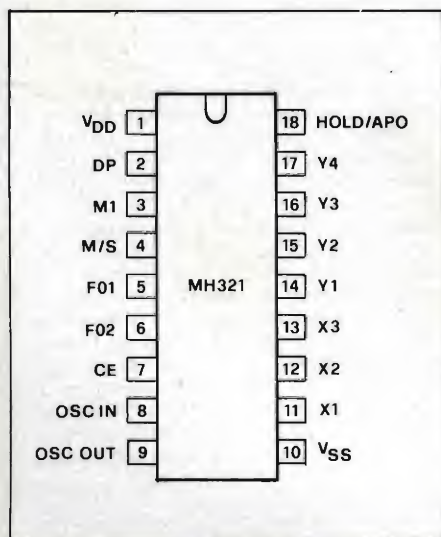 VDD 1 18 HOLD/APO
DP 2 17 Y4
M1 3 16 Y3
M/S 4 15 Y2
F01 5 MH321 14 Y1
F02 6 13 X3
CE 7 12 X2
OSC IN 8 11 X1
OSC OUT 9 10 VSS